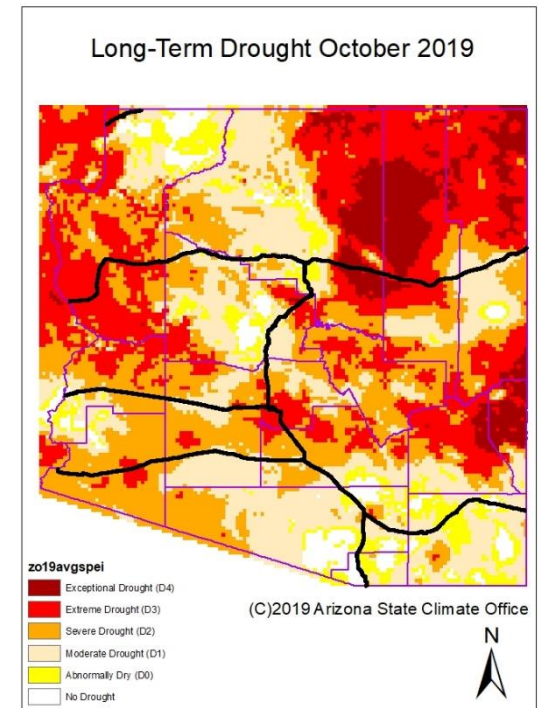 Long-Term Drought October 2019
zo19avgspei
Exceptional Drought (D4)
Extreme Drought (D3)
Severe Drought (D2)
Moderate Drought (D1)
Abnormally Dry (D0)
No Drought
(C)2019 Arizona State Climate Office
N